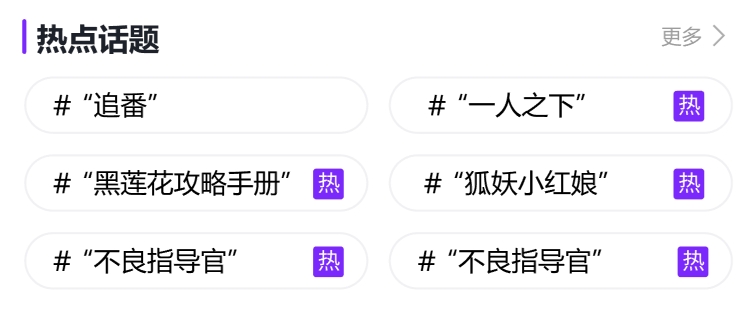 热点话题 更多
# “追番” # “一人之下” 热
# “黑莲花攻略手册” 热 # “狐妖小红娘” 热
# “不良指导官” 热 # “不良指导官” 热